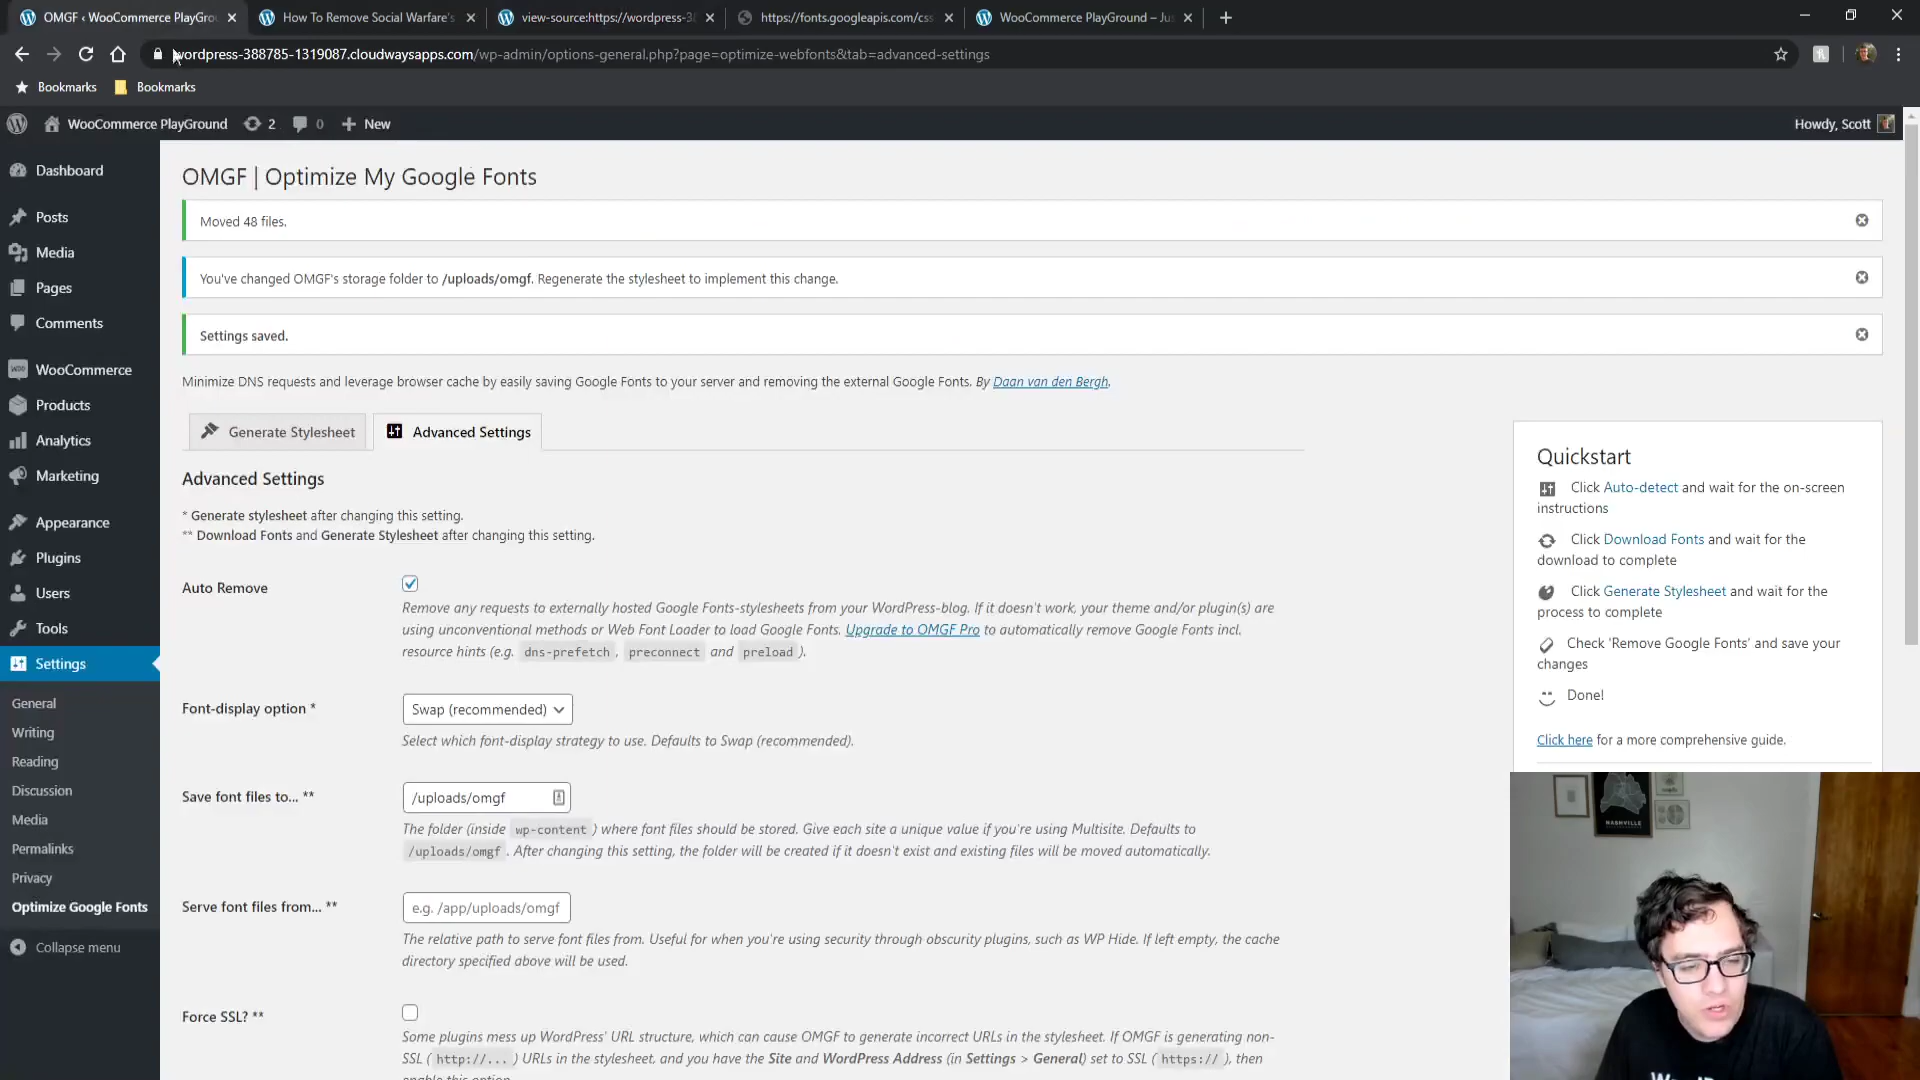 OMGF ‹ WooCommerce PlayGrou
How To Remove Social Warfare's
view-source:https://wordpress-38
https://fonts.googleapis.com/css
WooCommerce PlayGround – Jus
wordpress-388785-1319087.cloudwaysapps.com/wp-admin/options-general.php?page=optimize-webfonts&tab=advanced-settings
Bookmarks
Bookmarks
WooCommerce PlayGround
2
0
New
Howdy, Scott
Dashboard
Posts
Media
Pages
Comments
WooCommerce
Products
Analytics
Marketing
Appearance
Plugins
Users
Tools
Settings
General
Writing
Reading
Discussion
Media
Permalinks
Privacy
Optimize Google Fonts
Collapse menu
OMGF | Optimize My Google Fonts
Moved 48 files.
You've changed OMGF's storage folder to /uploads/omgf. Regenerate the stylesheet to implement this change.
Settings saved.
Minimize DNS requests and leverage browser cache by easily saving Google Fonts to your server and removing the external Google Fonts. By Daan van den Bergh.
Generate Stylesheet
Advanced Settings
Advanced Settings
* Generate stylesheet after changing this setting.
** Download Fonts and Generate Stylesheet after changing this setting.
Auto Remove
Remove any requests to externally hosted Google Fonts-stylesheets from your WordPress-blog. If it doesn't work, your theme and/or plugin(s) are
using unconventional methods or Web Font Loader to load Google Fonts. Upgrade to OMGF Pro to automatically remove Google Fonts incl.
resource hints (e.g. dns-prefetch , preconnect and preload ).
Font-display option *
Swap (recommended)
Select which font-display strategy to use. Defaults to Swap (recommended).
Save font files to... **
/uploads/omgf
The folder (inside wp-content ) where font files should be stored. Give each site a unique value if you're using Multisite. Defaults to
/uploads/omgf . After changing this setting, the folder will be created if it doesn't exist and existing files will be moved automatically.
Serve font files from... **
e.g. /app/uploads/omgf
The relative path to serve font files from. Useful for when you're using security through obscurity plugins, such as WP Hide. If left empty, the cache
directory specified above will be used.
Force SSL? **
Some plugins mess up WordPress' URL structure, which can cause OMGF to generate incorrect URLs in the stylesheet. If OMGF is generating non-
SSL ( http://... ) URLs in the stylesheet, and you have the Site and WordPress Address (in Settings > General) set to SSL ( https:// ), then
enable this option.
Quickstart
Click Auto-detect and wait for the on-screen
instructions
Click Download Fonts and wait for the
download to complete
Click Generate Stylesheet and wait for the
process to complete
Check 'Remove Google Fonts' and save your
changes
Done!
Click here for a more comprehensive guide.
NASHVILLE